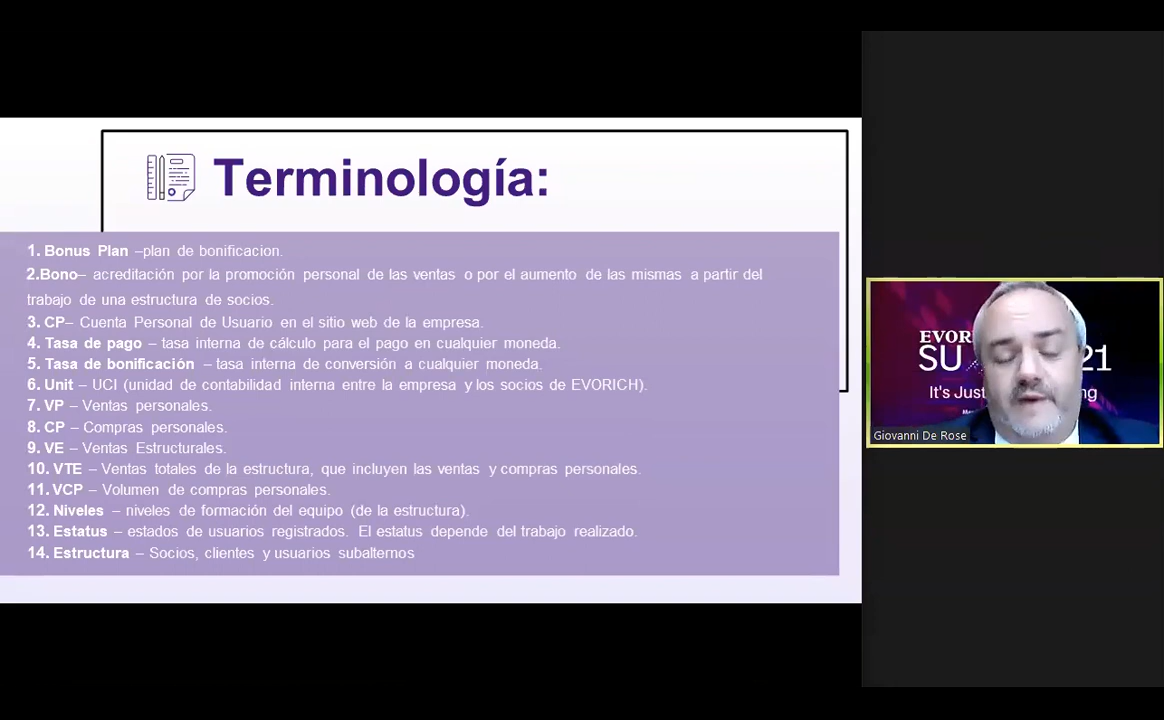 Terminología:
1. Bonus Plan –plan de bonificacion.
2.Bono– acreditación por la promoción personal de las ventas o por el aumento de las mismas a partir del
trabajo de una estructura de socios.
3. CP– Cuenta Personal de Usuario en el sitio web de la empresa.
4. Tasa de pago – tasa interna de cálculo para el pago en cualquier moneda.
5. Tasa de bonificación – tasa interna de conversión a cualquier moneda.
6. Unit – UCI (unidad de contabilidad interna entre la empresa y los socios de EVORICH).
7. VP – Ventas personales.
8. CP – Compras personales.
9. VE – Ventas Estructurales.
10. VTE – Ventas totales de la estructura, que incluyen las ventas y compras personales.
11. VCP – Volumen de compras personales.
12. Niveles – niveles de formación del equipo (de la estructura).
13. Estatus – estados de usuarios registrados. El estatus depende del trabajo realizado.
14. Estructura – Socios, clientes y usuarios subalternos
EVOR
SU 21
It's Just ng
Giovanni De Rose